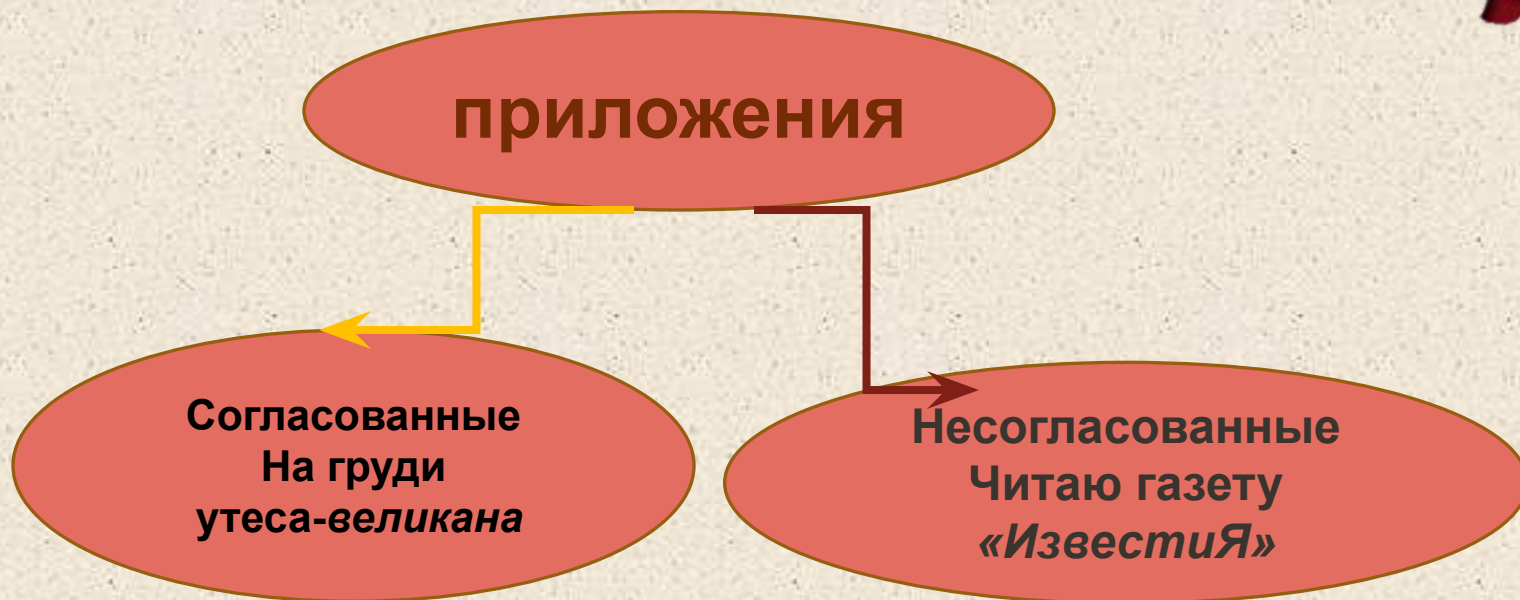 приложения
Согласованные
На груди
утеса-великана
Несогласованные
Читаю газету
«ИзвестиЯ»